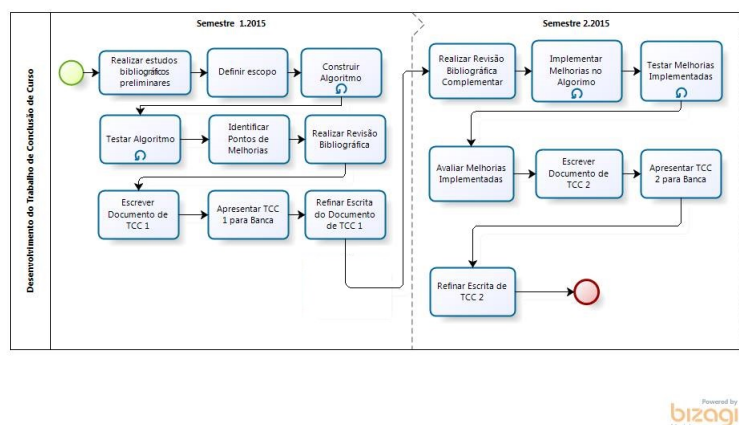 Desenvolvimento do Trabalho de Conclusão de Curso
Semestre 1.2015
Realizar estudos
bibliográficos
preliminares
Definir escopo
Construir
Algoritmo
Testar Algoritmo
Identificar
Pontos de
Melhorias
Realizar Revisão
Bibliográfica
Escrever
Documento de
TCC 1
Apresentar TCC
1 para Banca
Refinar Escrita
do Documento
de TCC 1
Semestre 2.2015
Realizar Revisão
Bibliográfica
Complementar
Implementar
Melhorias no
Algorimo
Testar Melhorias
Implementadas
Avaliar Melhorias
Implementadas
Escrever
Documento de
TCC 2
Apresentar TCC
2 para Banca
Refinar Escrita de
TCC 2
Powered by
bizagi